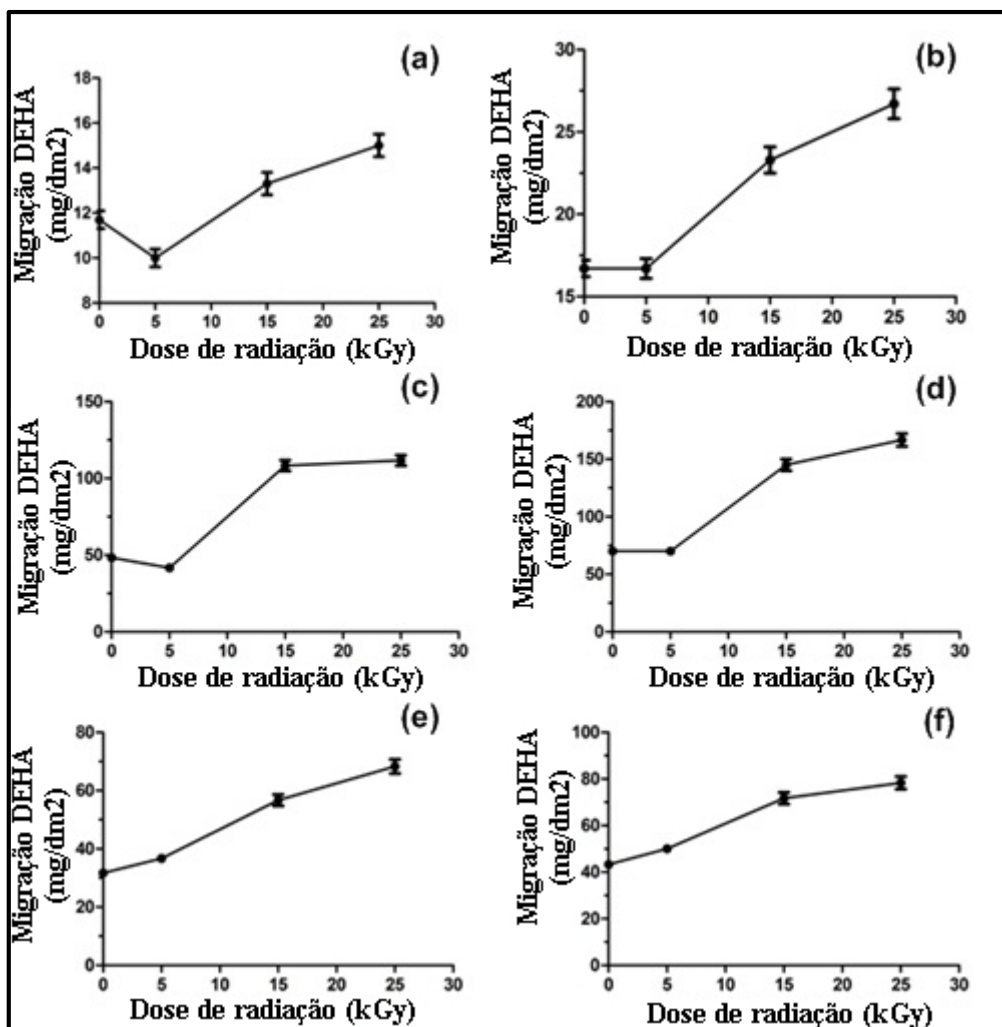 (a)
Migração DEHA
(mg/dm2)
18
16
14
12
10
8
0 5 10 15 20 25 30
Dose de radiação (kGy)
(b)
Migração DEHA
(mg/dm2)
30
25
20
15
0 5 10 15 20 25 30
Dose de radiação (kGy)
(c)
Migração DEHA
(mg/dm2)
150
100
50
0
0 5 10 15 20 25 30
Dose de radiação (kGy)
(d)
Migração DEHA
(mg/dm2)
200
150
100
50
0
0 5 10 15 20 25 30
Dose de radiação (kGy)
(e)
Migração DEHA
(mg/dm2)
80
60
40
20
0
0 5 10 15 20 25 30
Dose de radiação (kGy)
(f)
Migração DEHA
(mg/dm2)
100
80
60
40
20
0
0 5 10 15 20 25 30
Dose de radiação (kGy)